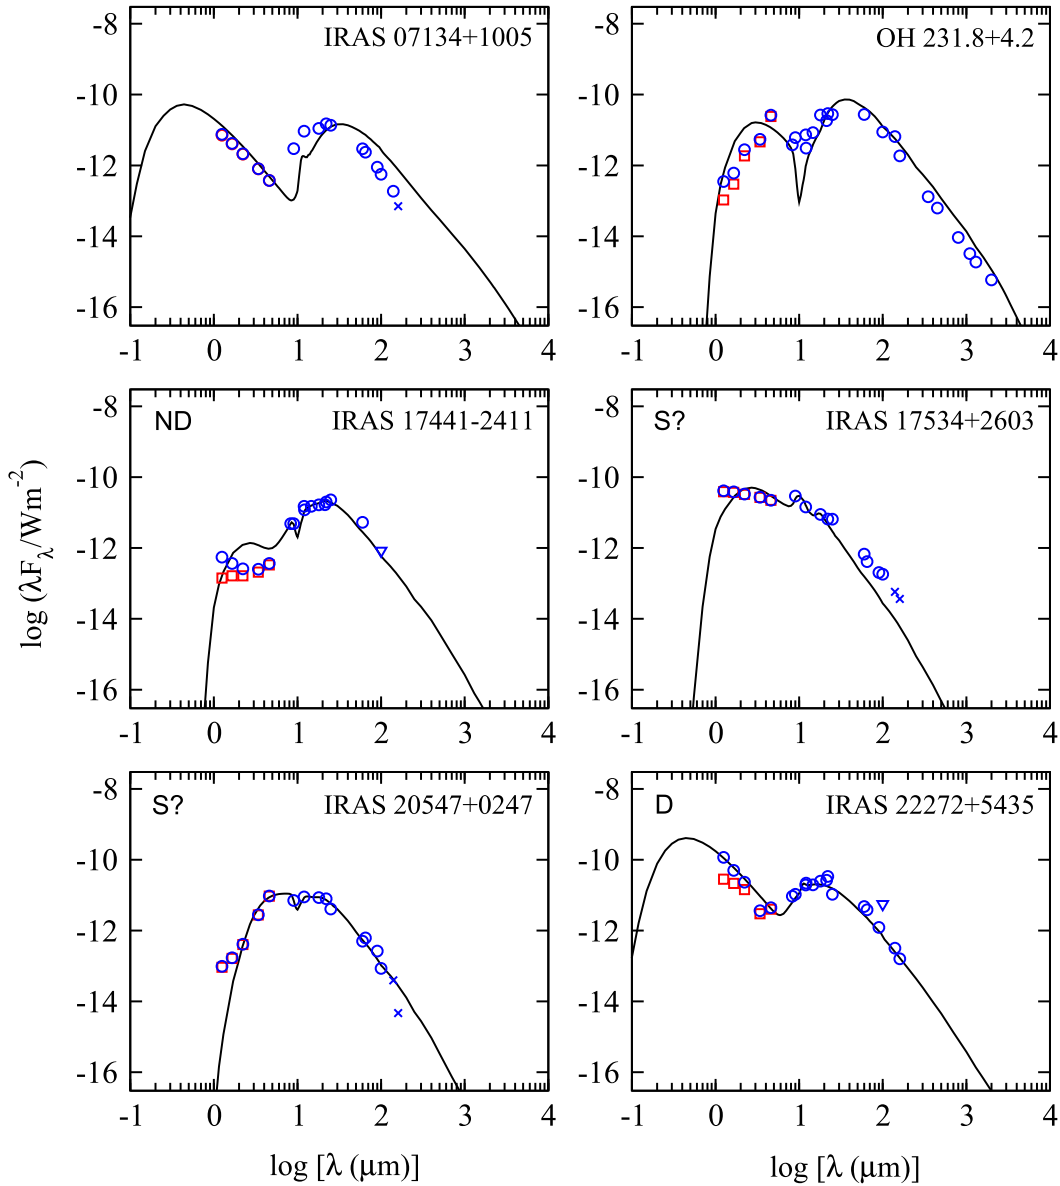 IRAS 07134+1005
-8
-10
-12
-14
-16
-1 0 1 2 3 4
OH 231.8+4.2
-8
-10
-12
-14
-16
-1 0 1 2 3 4
ND
IRAS 17441-2411
-8
-10
-12
-14
-16
-1 0 1 2 3 4
S?
IRAS 17534+2603
-8
-10
-12
-14
-16
-1 0 1 2 3 4
log (λFλ/Wm-2)
S?
IRAS 20547+0247
-8
-10
-12
-14
-16
-1 0 1 2 3 4
log [λ (μm)]
D
IRAS 22272+5435
-8
-10
-12
-14
-16
-1 0 1 2 3 4
log [λ (μm)]